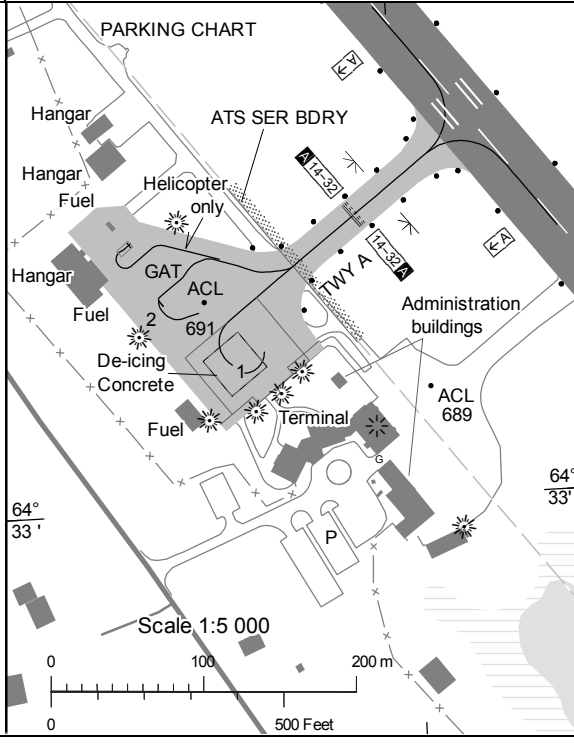 PARKING CHART
A
Hangar
ATS SER BDRY
A 14-32
Hangar
Fuel
Helicopter
only
14-32 A
A
Hangar
GAT
TWY A
ACL
691
2
Fuel
Administration
buildings
De-icing
Concrete
1
ACL
689
Fuel
Terminal
G
64°
33 '
64°
33'
P
Scale 1:5 000
0
100
200 m
0
500 Feet